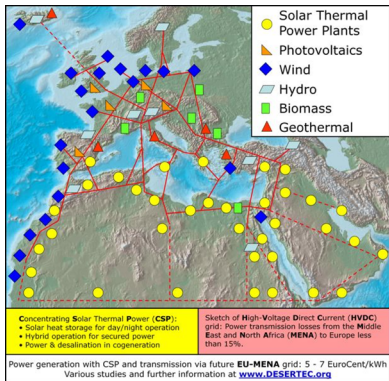 Solar Thermal
Power Plants
Photovoltaics
Wind
Hydro
Biomass
Geothermal
Concentrating Solar Thermal Power (CSP):
• Solar heat storage for day/night operation
• Hybrid operation for secured power
• Power & desalination in cogeneration
Sketch of High-Voltage Direct Current (HVDC)
grid: Power transmission losses from the Middle
East and North Africa (MENA) to Europe less
than 15%.
Power generation with CSP and transmission via future EU-MENA grid: 5 - 7 EuroCent/kWh
Various studies and further information at www.DESERTEC.org